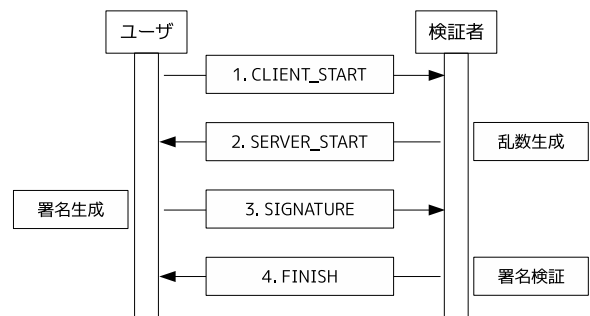 ユーザ
検証者
1. CLIENT_START
2. SERVER_START
乱数生成
署名生成
3. SIGNATURE
4. FINISH
署名検証